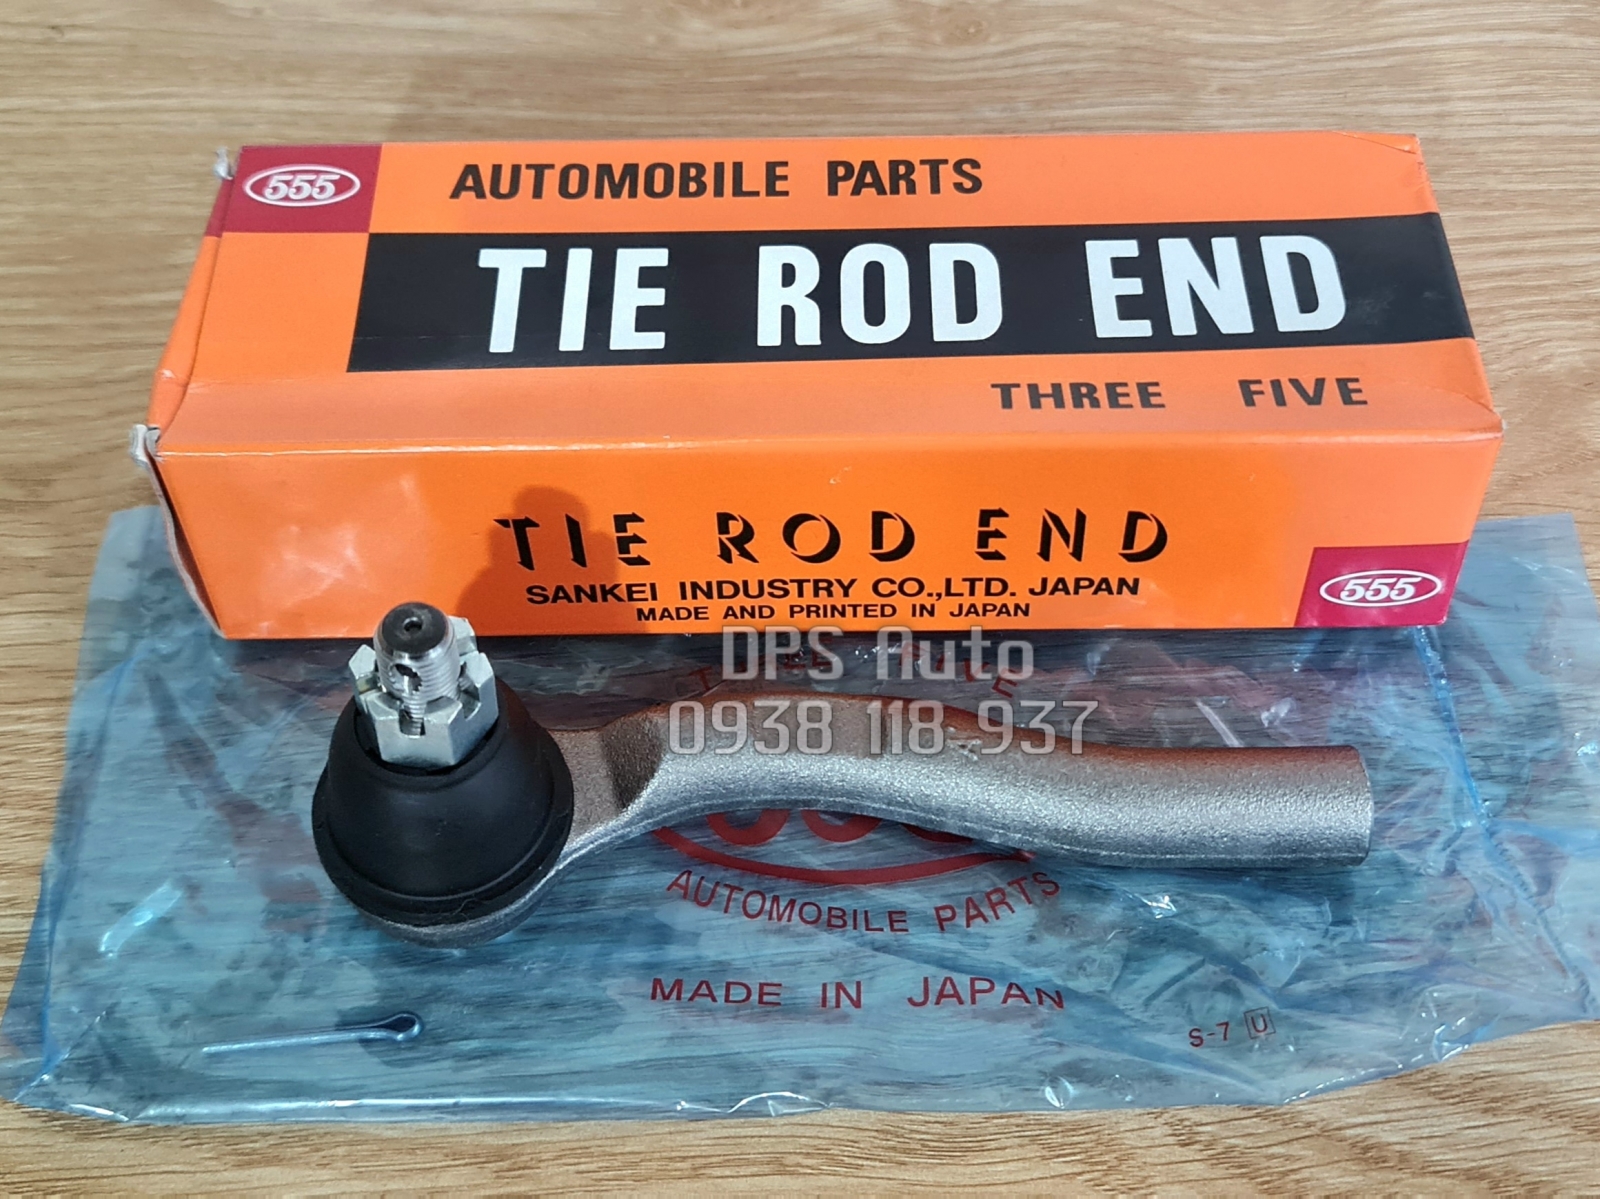 555
AUTOMOBILE PARTS
TIE ROD END
THREE FIVE
TIE ROD END
SANKEI INDUSTRY CO.,LTD. JAPAN
MADE AND PRINTED IN JAPAN
555
DPS Auto
0938 118 937
FIVE
AUTOMOBILE PARTS
MADE IN JAPAN
S-7 U